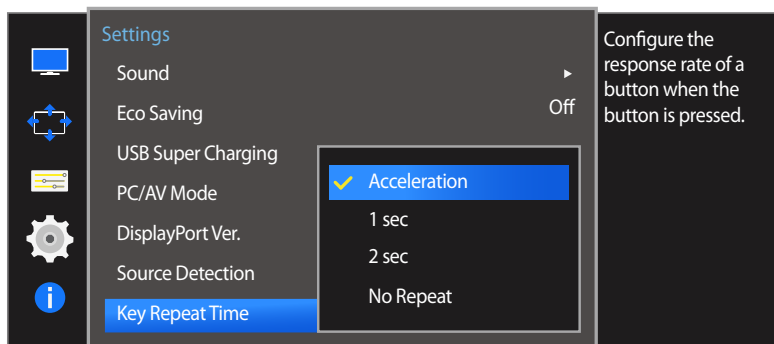 Settings
Sound
Eco Saving
Off
USB Super Charging
PC/AV Mode
DisplayPort Ver.
Source Detection
Key Repeat Time
Acceleration
1 sec
2 sec
No Repeat
Configure the
response rate of a
button when the
button is pressed.